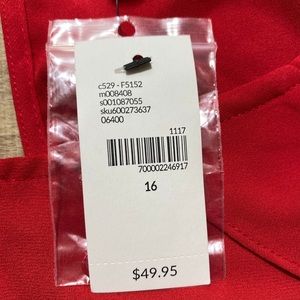 c529 - F5152
m008408
s001087055
sku600273637
06400
1117
700002246917
16
$49.95